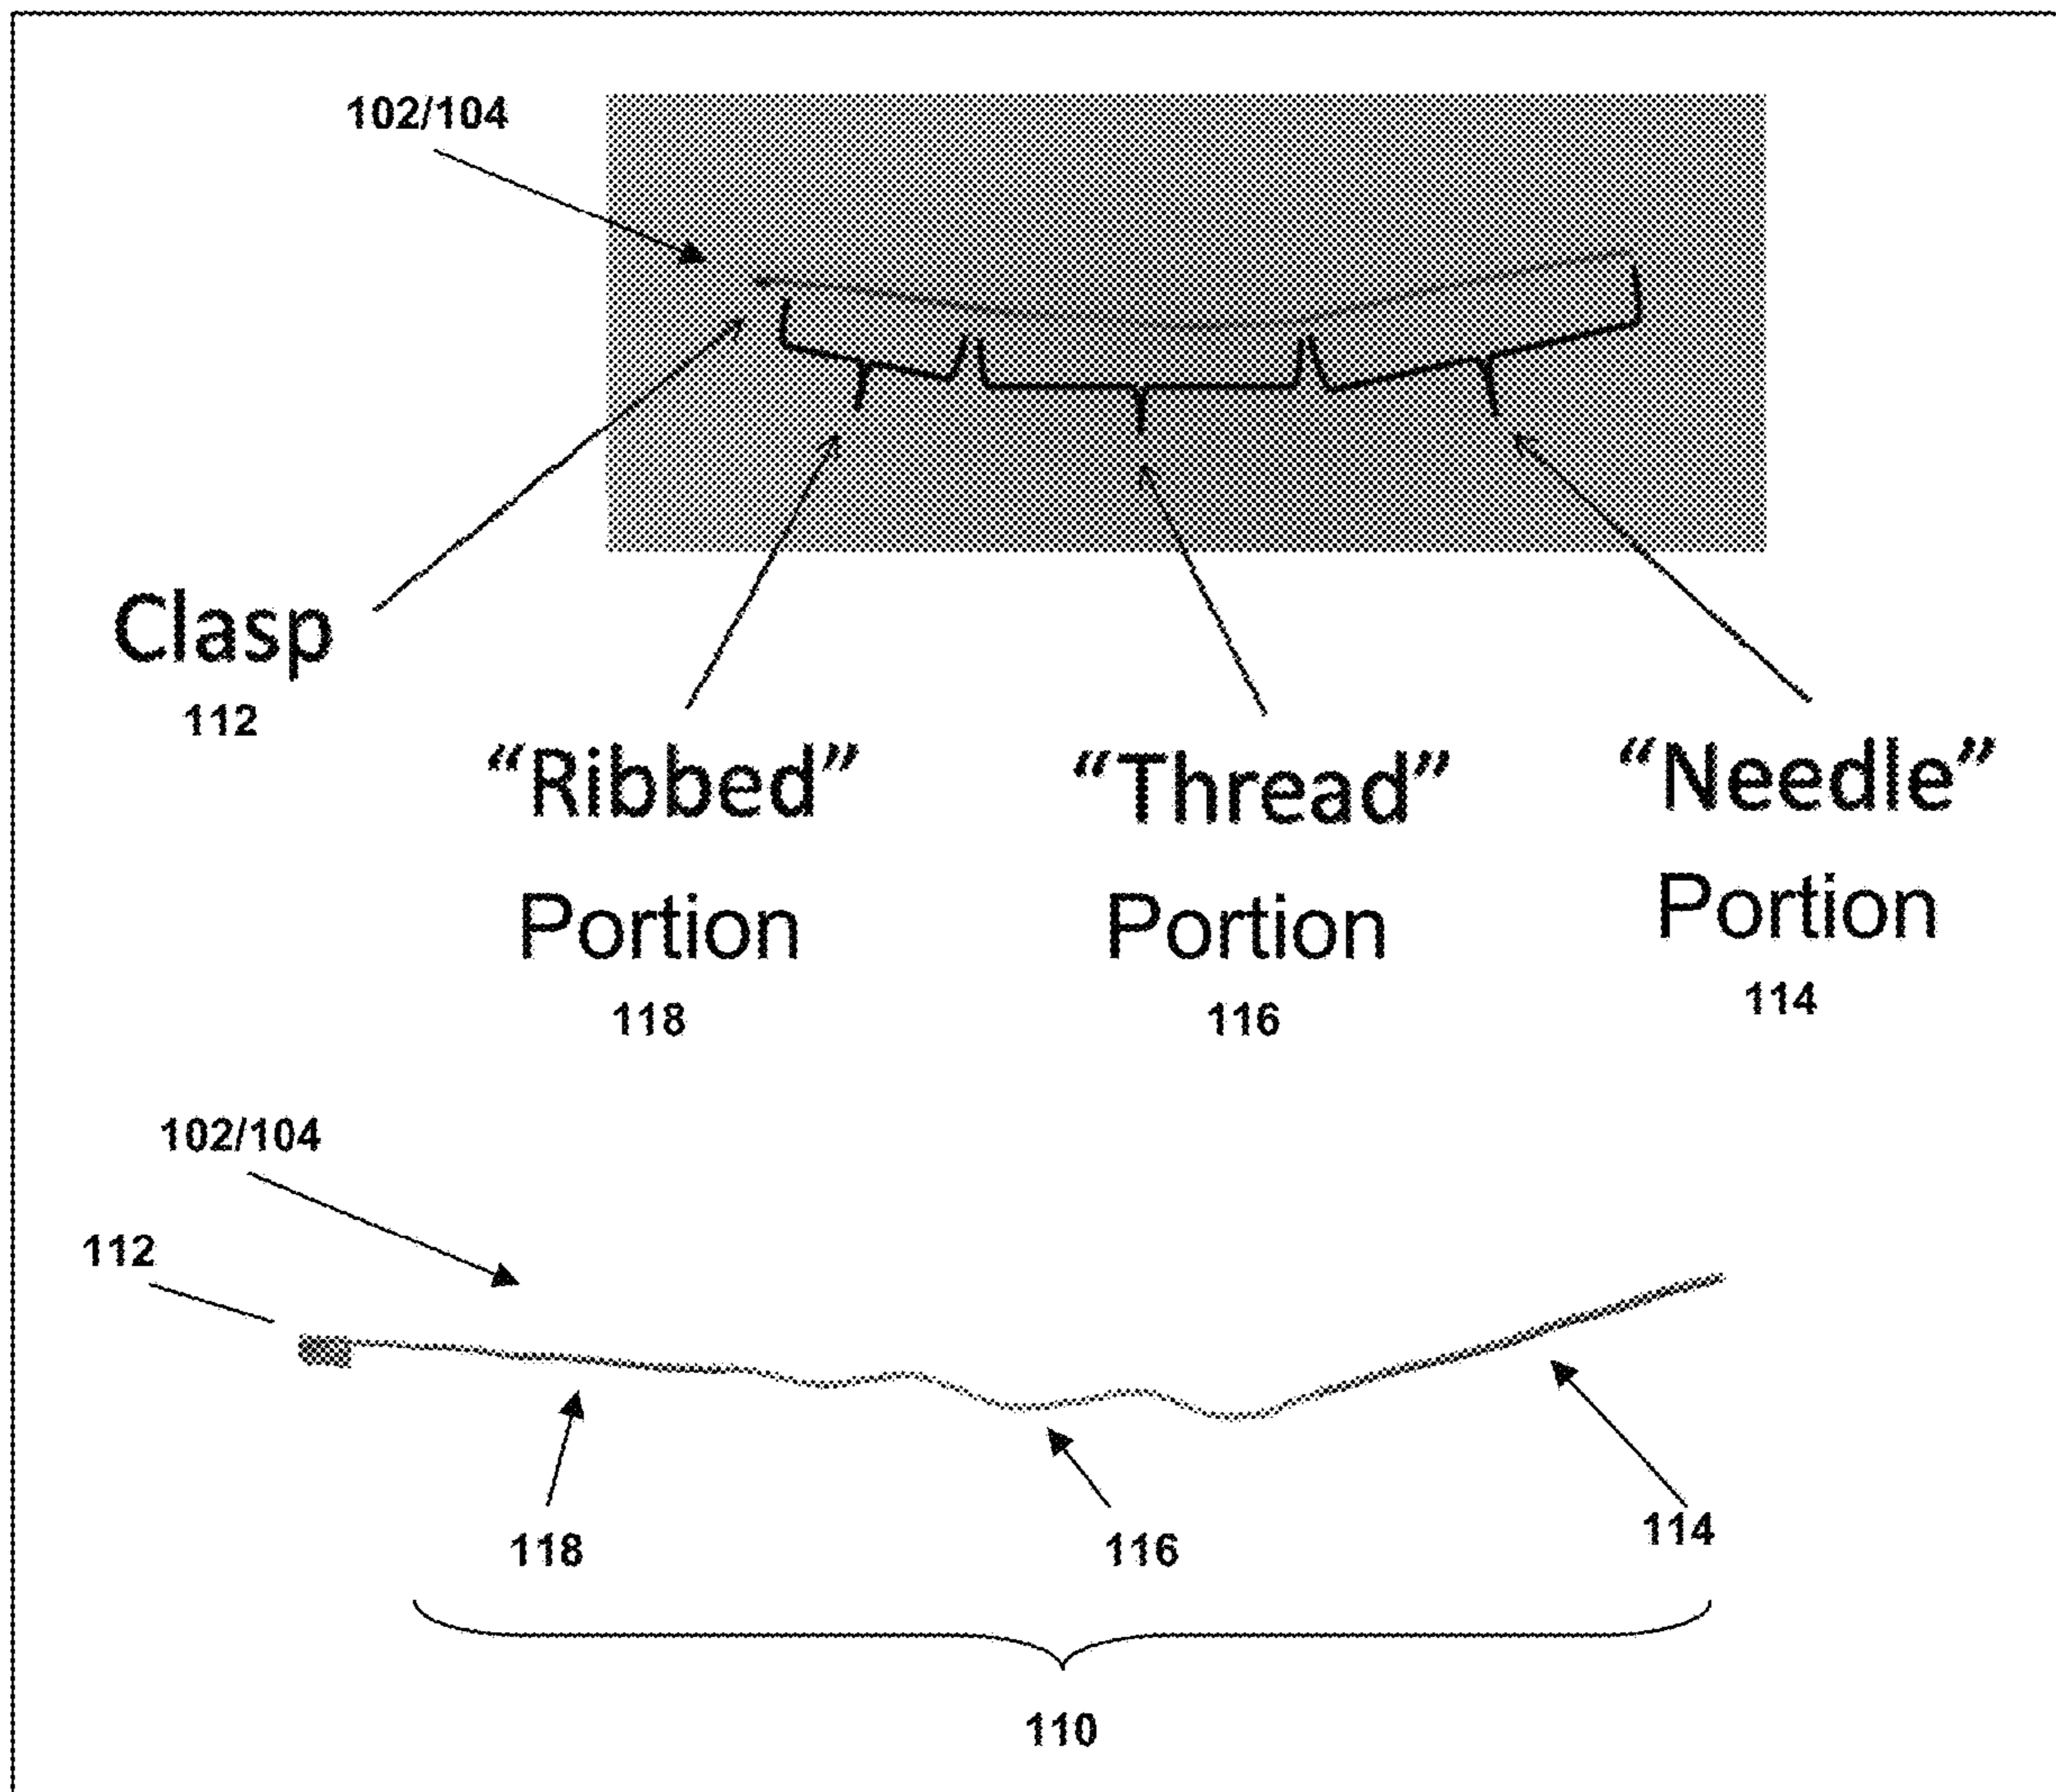 102/104
Clasp
112
“Ribbed”
Portion
118
“Thread”
Portion
116
“Needle”
Portion
114
102/104
112
118
116
114
110